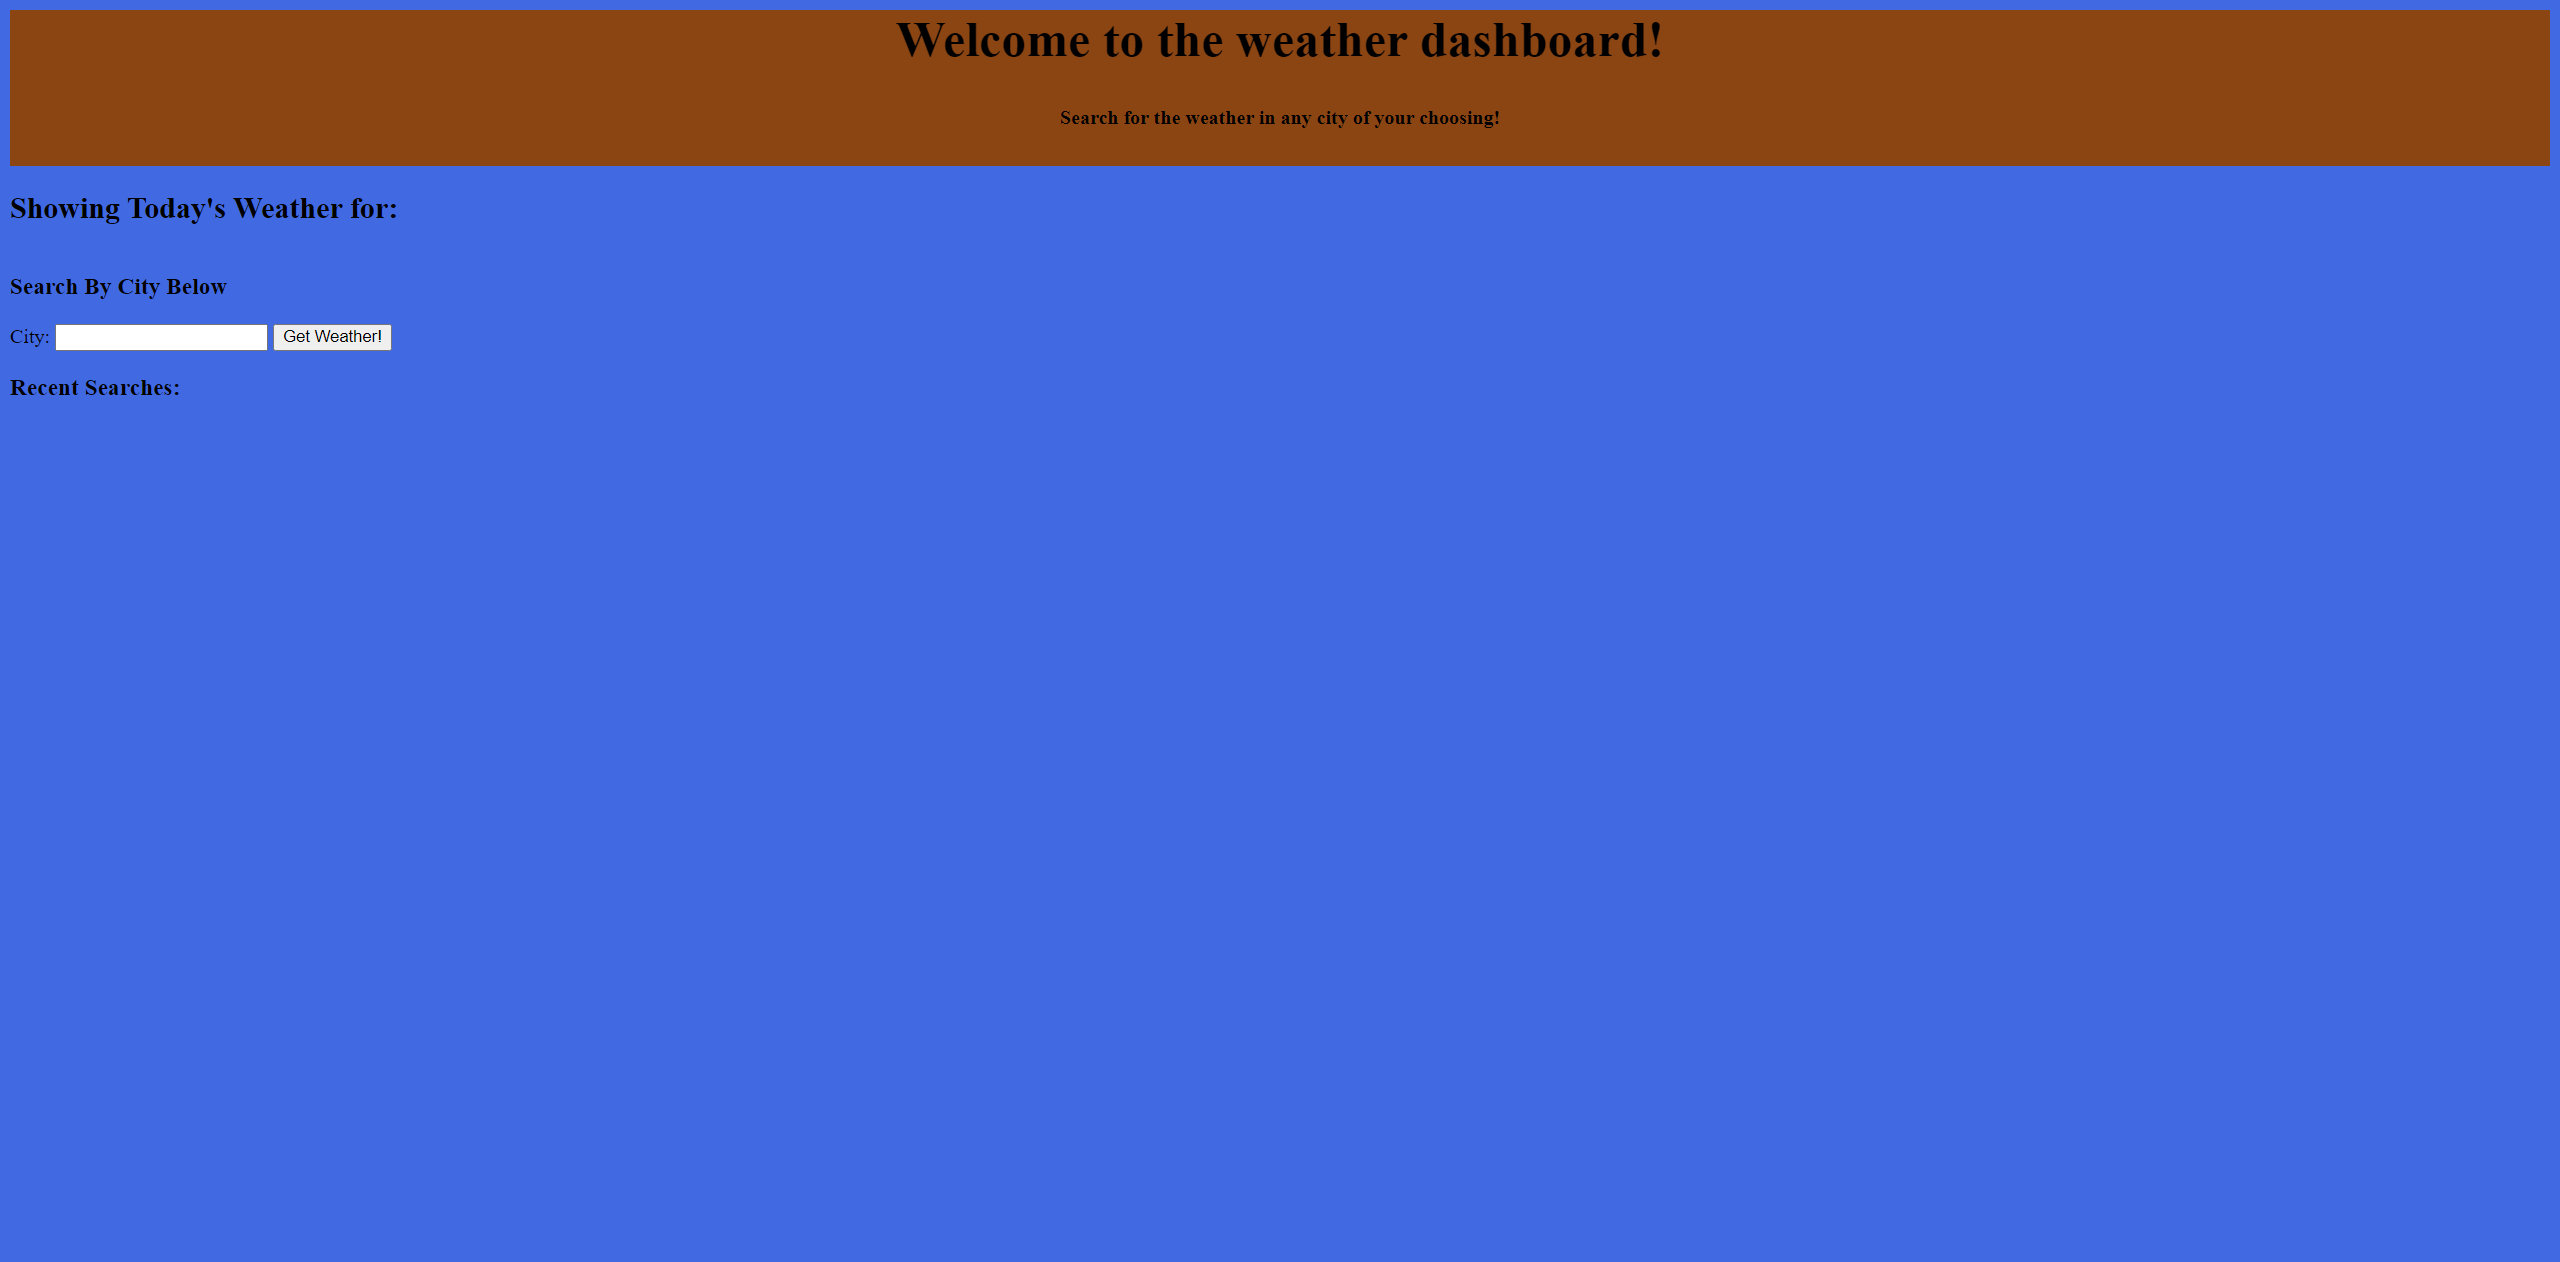 Welcome to the weather dashboard!
Search for the weather in any city of your choosing!
Showing Today's Weather for:
Search By City Below
City: Get Weather!
Recent Searches: